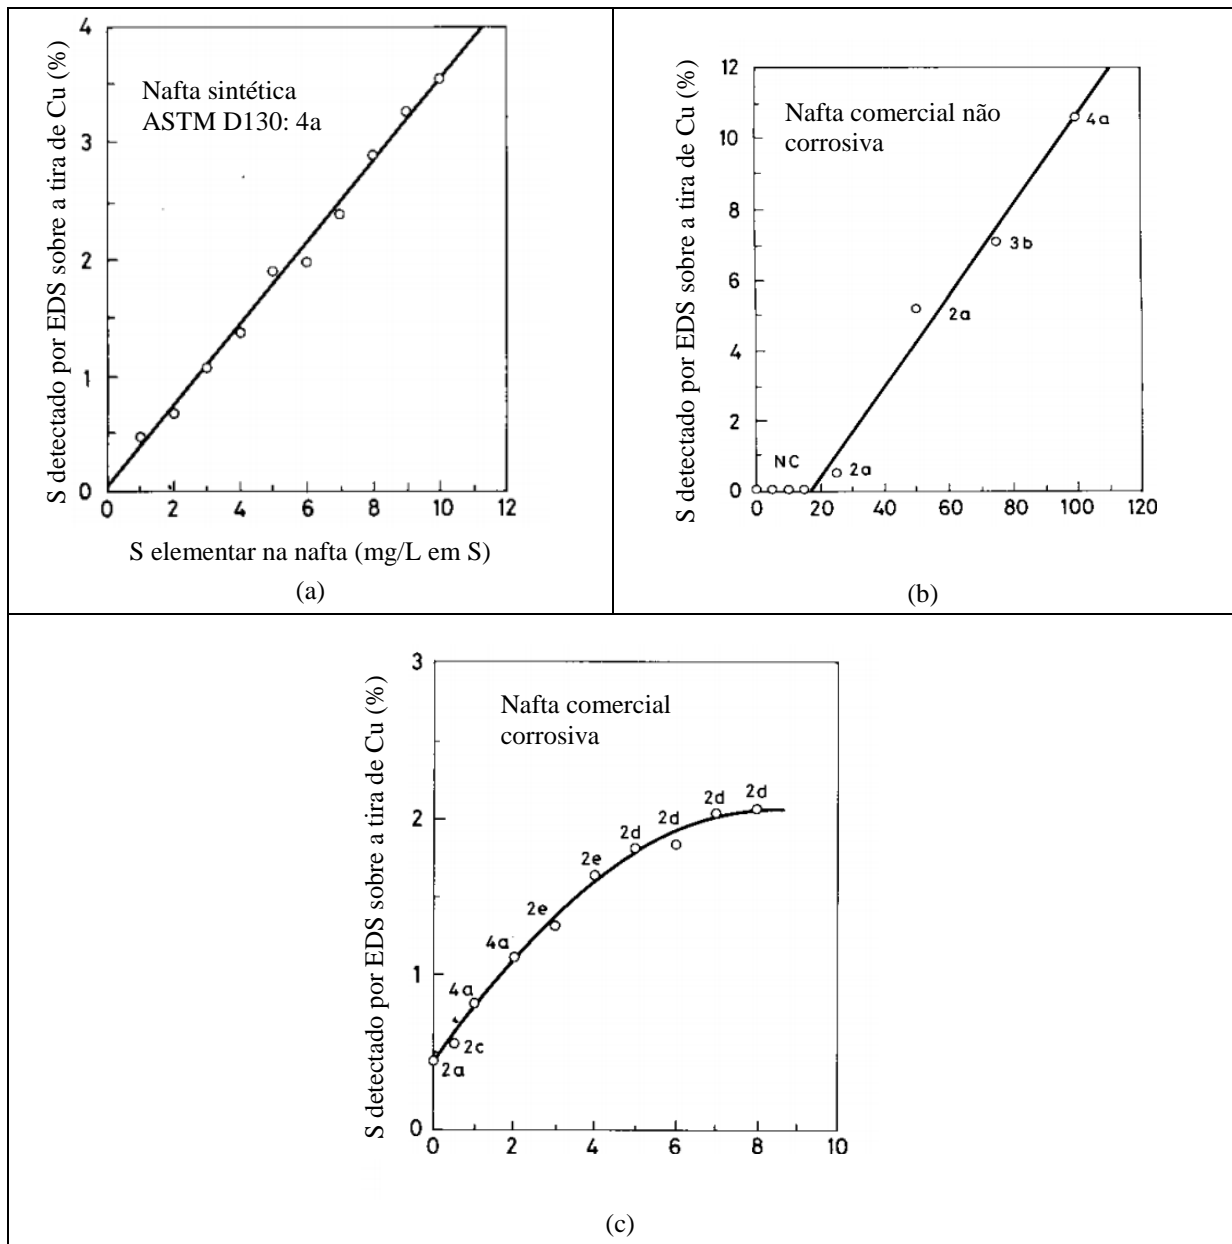 S detectado por EDS sobre a tira de Cu (%)
4
3
2
1
0
Nafta sintética
ASTM D130: 4a
0 2 4 6 8 10 12
S elementar na nafta (mg/L em S)
(a)
S detectado por EDS sobre a tira de Cu (%)
12
10
8
6
4
2
0
Nafta comercial não
corrosiva
4a
3b
2a
2a
NC
0 20 40 60 80 100 120
(b)
S detectado por EDS sobre a tira de Cu (%)
3
2
1
0
Nafta comercial
corrosiva
2d
2d
2d
2d
2e
2e
4a
4a
2c
2a
0 2 4 6 8 10
(c)